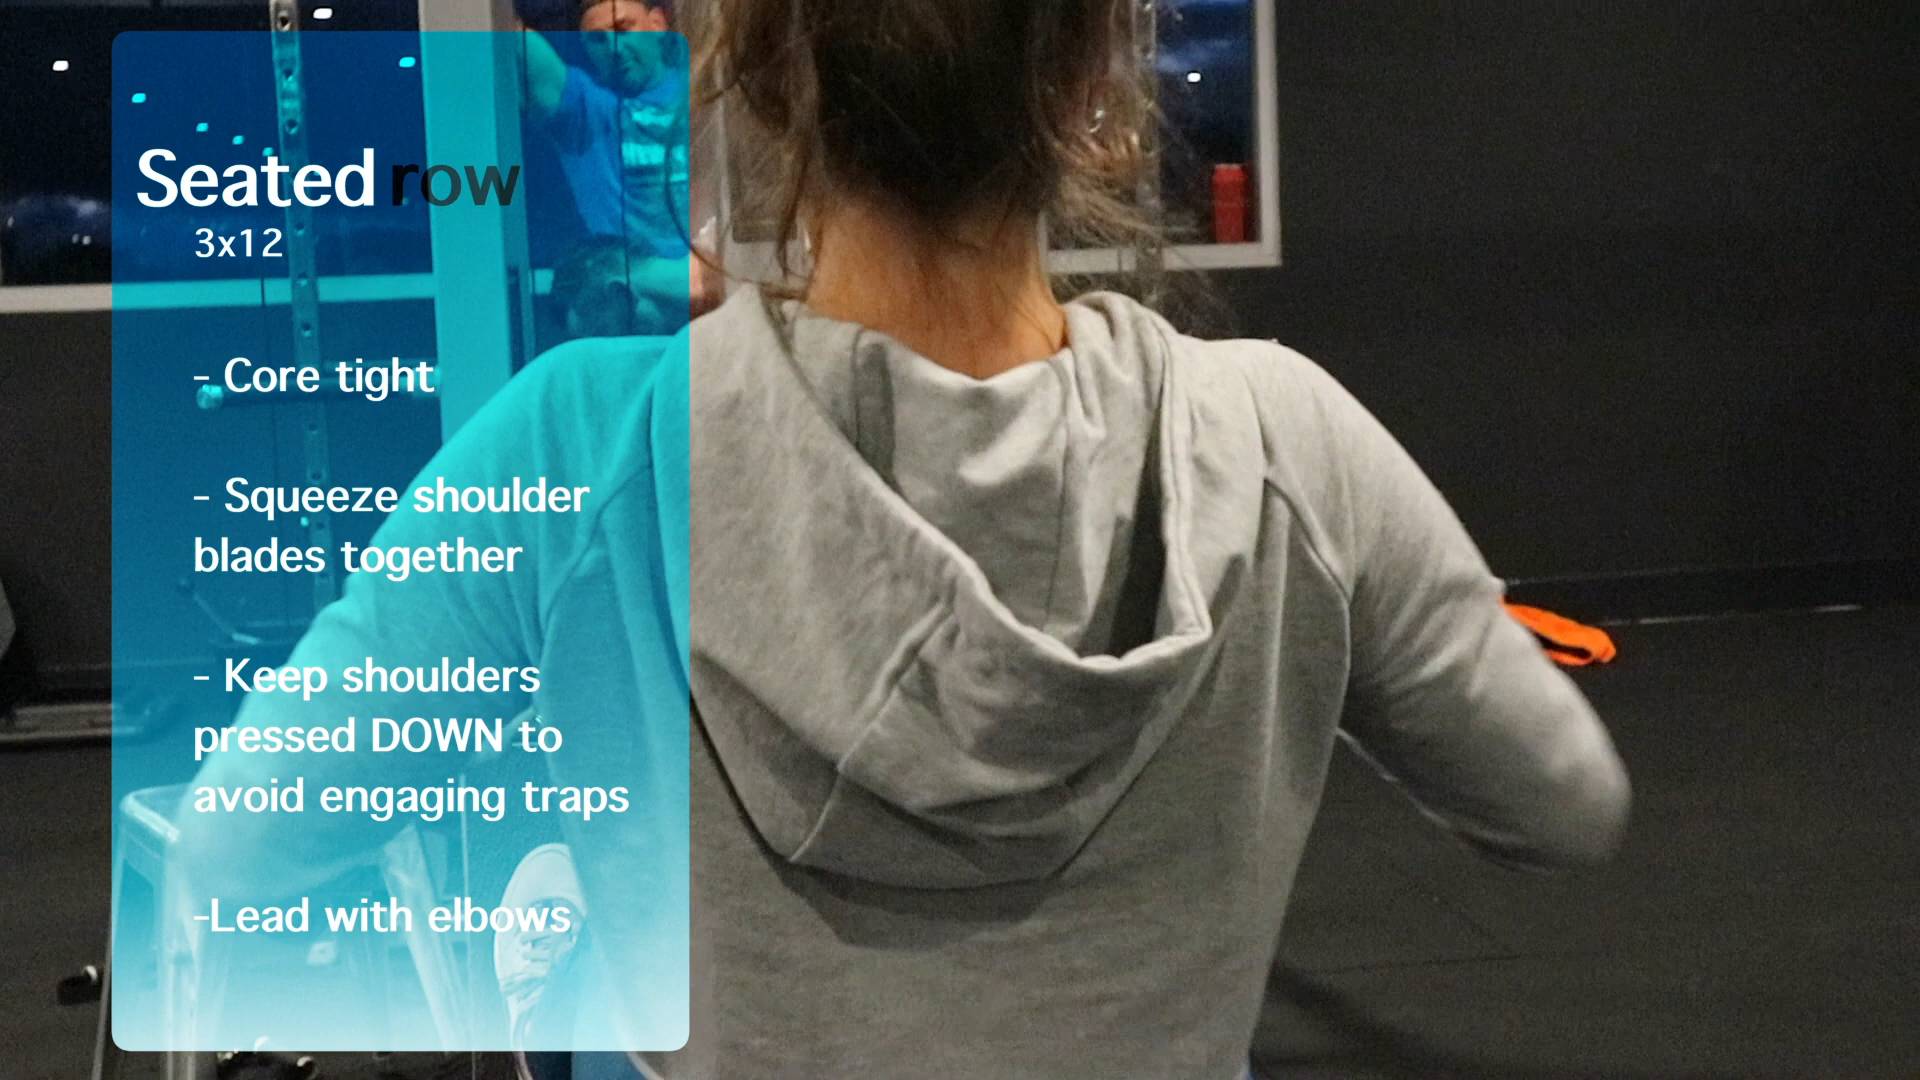 Seated row
3x12
- Core tight
- Squeeze shoulder
blades together
- Keep shoulders
pressed DOWN to
avoid engaging traps
-Lead with elbows